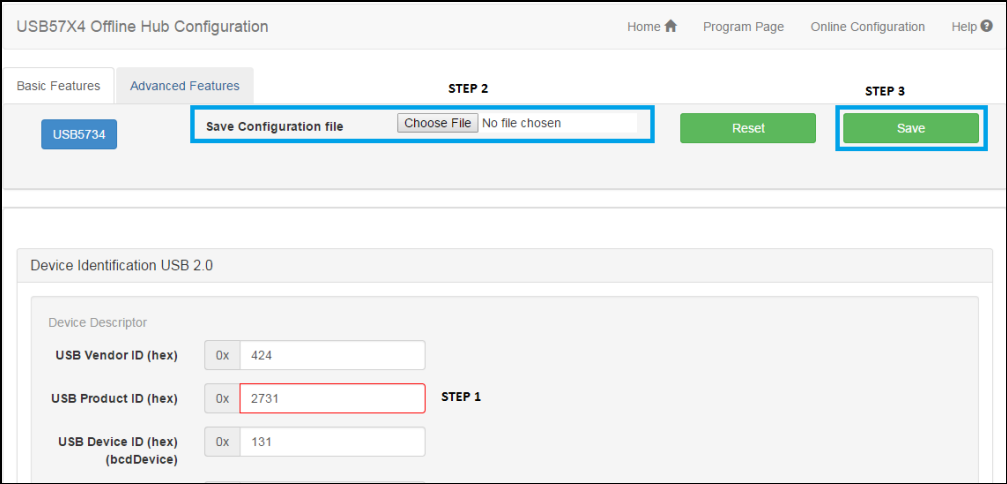 USB57X4 Offline Hub Configuration
Home Program Page Online Configuration Help
Basic Features Advanced Features
STEP 2
STEP 3
USB5734
Save Configuration file Choose File No file chosen
Reset
Save
Device Identification USB 2.0
Device Descriptor
USB Vendor ID (hex) 0x 424
USB Product ID (hex) 0x 2731
STEP 1
USB Device ID (hex) 0x 131
(bcdDevice)